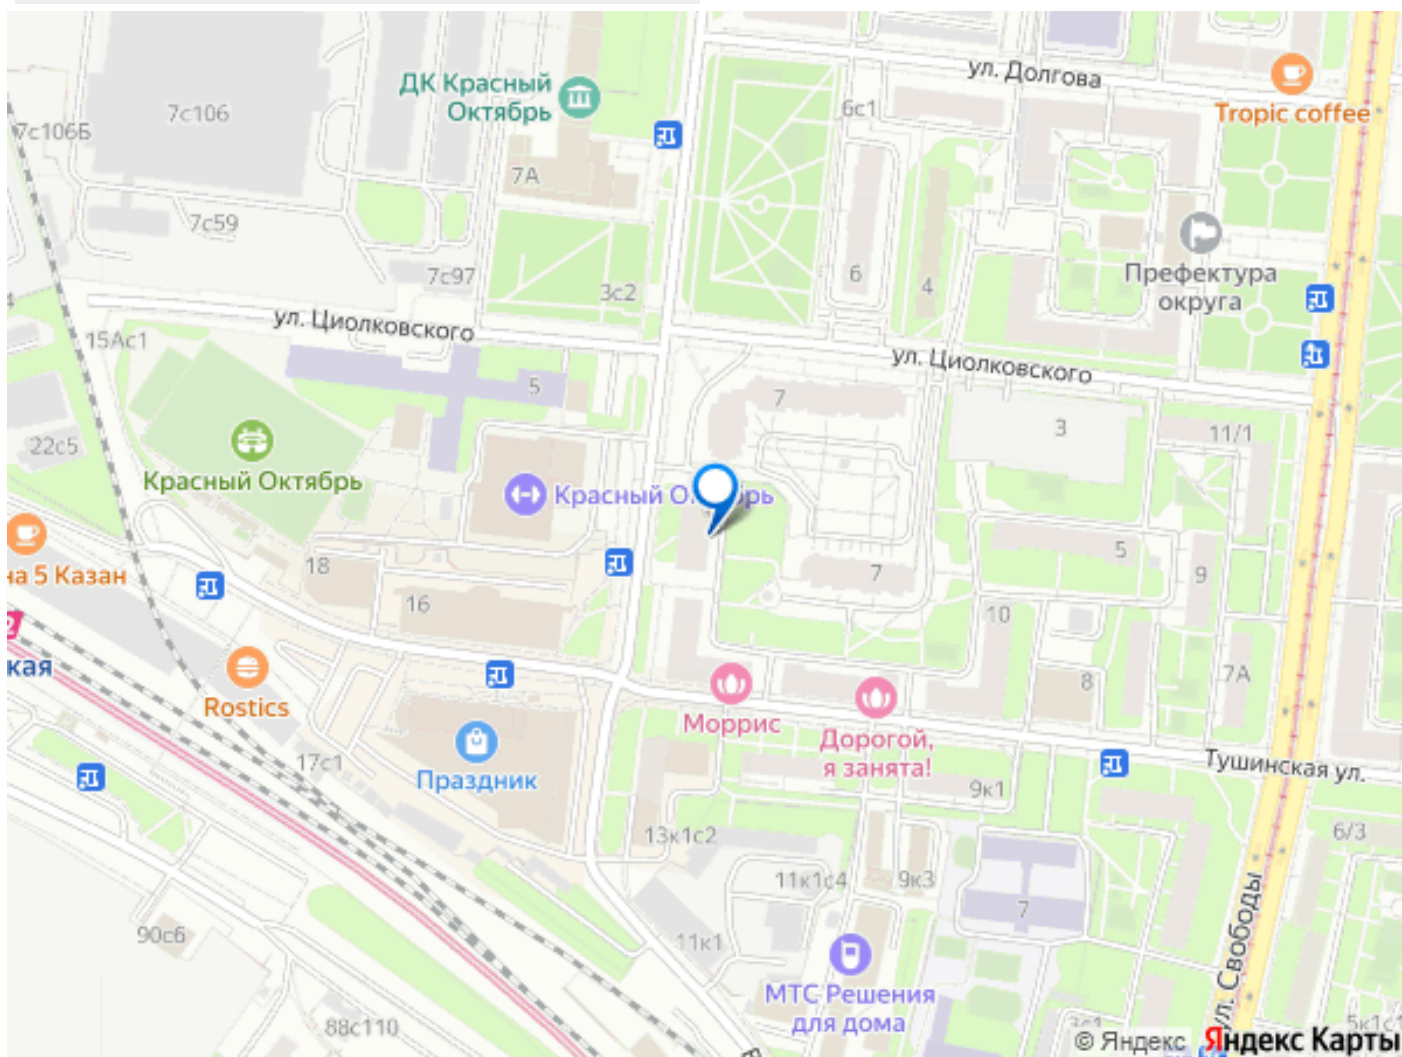 ул. Долгова
ДК Красный
Октябрь
Tropic coffee
7с106
6с1
7с106Б
7А
7с59
Префектура
округа
7с97
6
4
3с2
ул. Циолковского
15Ас1
ул. Циолковского
5
7
3
11/1
22с5
Красный Октябрь
Красный О
рь
на 5 Казан
18
5
7
9
16
10
кая
7А
8
Rostics
Моррис
Дорогой,
я занята!
17с1
Праздник
Тушинская ул.
9к1
13к1с2
6/3
11к1с4
9к3
7
90с6
11к1
ул. Свободы
МТС Решения
для дома
88с110
5к1с1
© Яндекс
Яндекс Карты